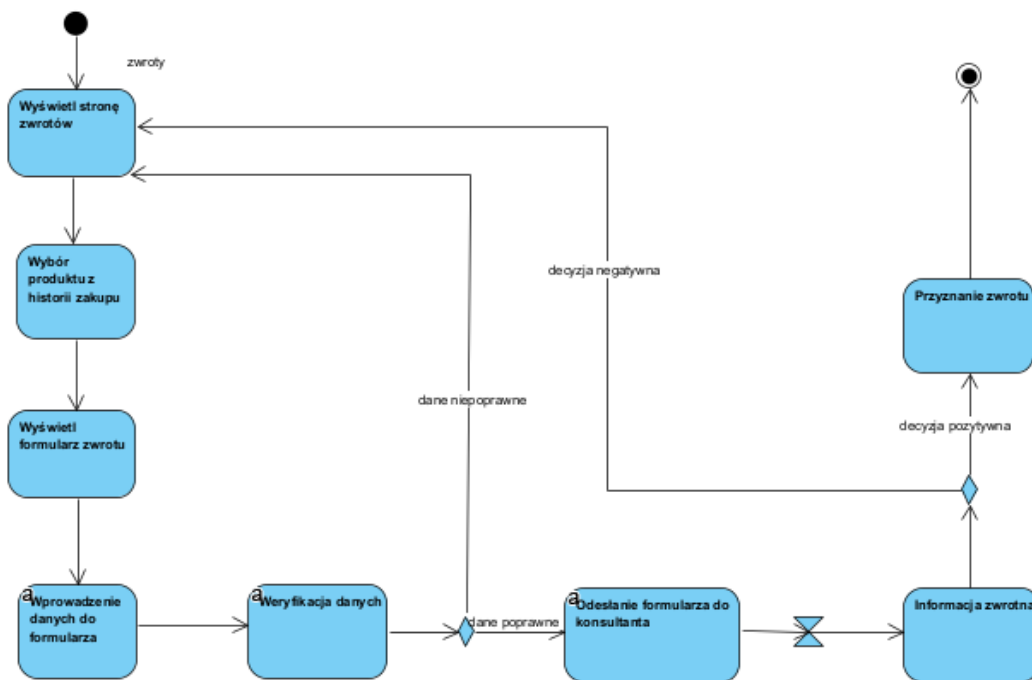 zwroty
Wyświetl stronę
zwrotów
Wybór
produktu z
historii zakupu
Wyświetl
formularz zwrotu
a
Wprowadzenie
danych do
formularza
a
Weryfikacja danych
dane niepoprawne
dane poprawne
a
Odesłanie formularza do
konsultanta
Informacja zwrotna
decyzja negatywna
decyzja pozytywna
Przyznanie zwrotu